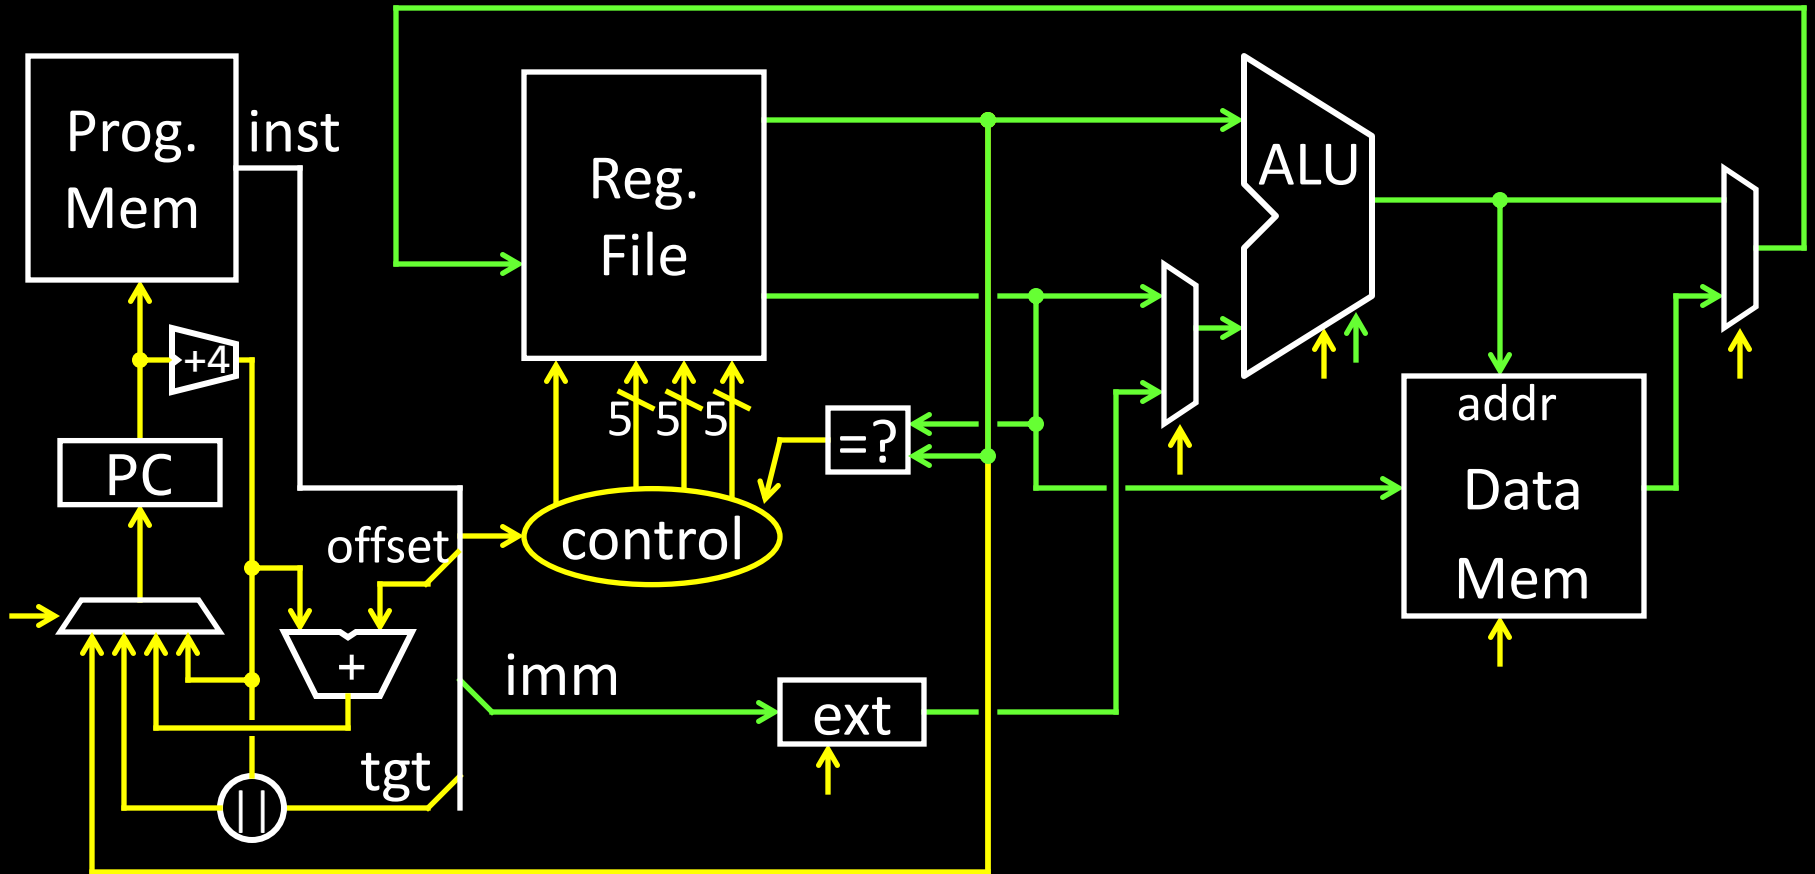 Prog.
Mem
inst
Reg.
File
ALU
+4
5 5 5
=?
addr
Data
Mem
PC
offset
control
+
imm
ext
tgt
||